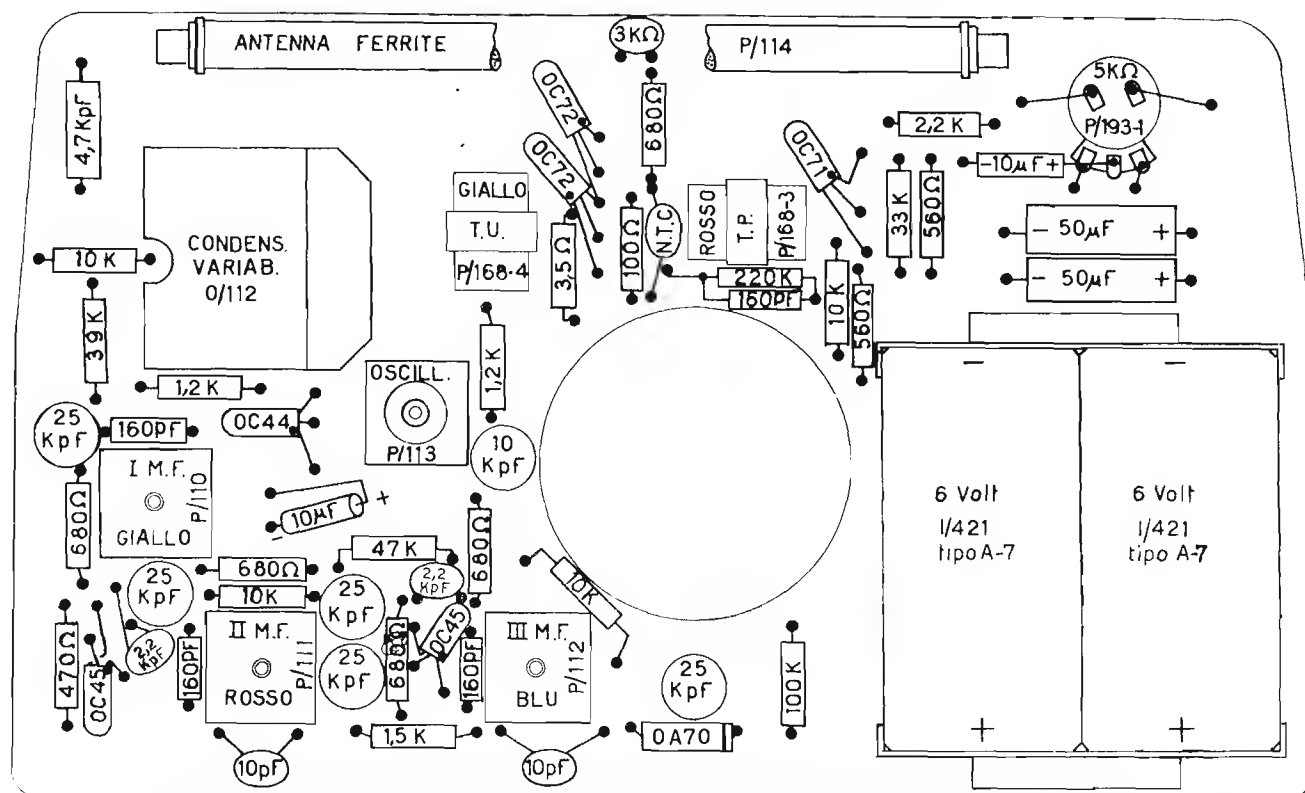 ANTENNA FERRITE
3KΩ
P/114
5KΩ
P/193-1
4,7KpF
OC72
OC72
680Ω
OC71
2,2 K
-10µF+
GIALLO
T.U.
P/168-4
ROSSO
T.P.
P/168-3
33K
560Ω
- 50µF +
- 50µF +
10 K
CONDENS.
VARIAB.
O/112
3,5Ω
100Ω
N.T.C
220K
160PF
10 K
560Ω
39 K
1,2 K
1,2 K
OSCILL.
P/113
OC44
25
KpF
160PF
10
KpF
I M.F.
P/110
GIALLO
680Ω
10µF
+
-
680Ω
47 K
680Ω
10K
25
KpF
10K
25
KpF
2,2
KPF
OC45
470Ω
OC45
2,2
KPF
160PF
II M.F.
P/111
ROSSO
25
KpF
680Ω
160PF
III M.F.
P/112
BLU
25
KpF
100K
1,5 K
OA70
10pF
10pF
- -
6 Volt
1/421
tipo A-7
6 Volt
1/421
tipo A-7
+ +